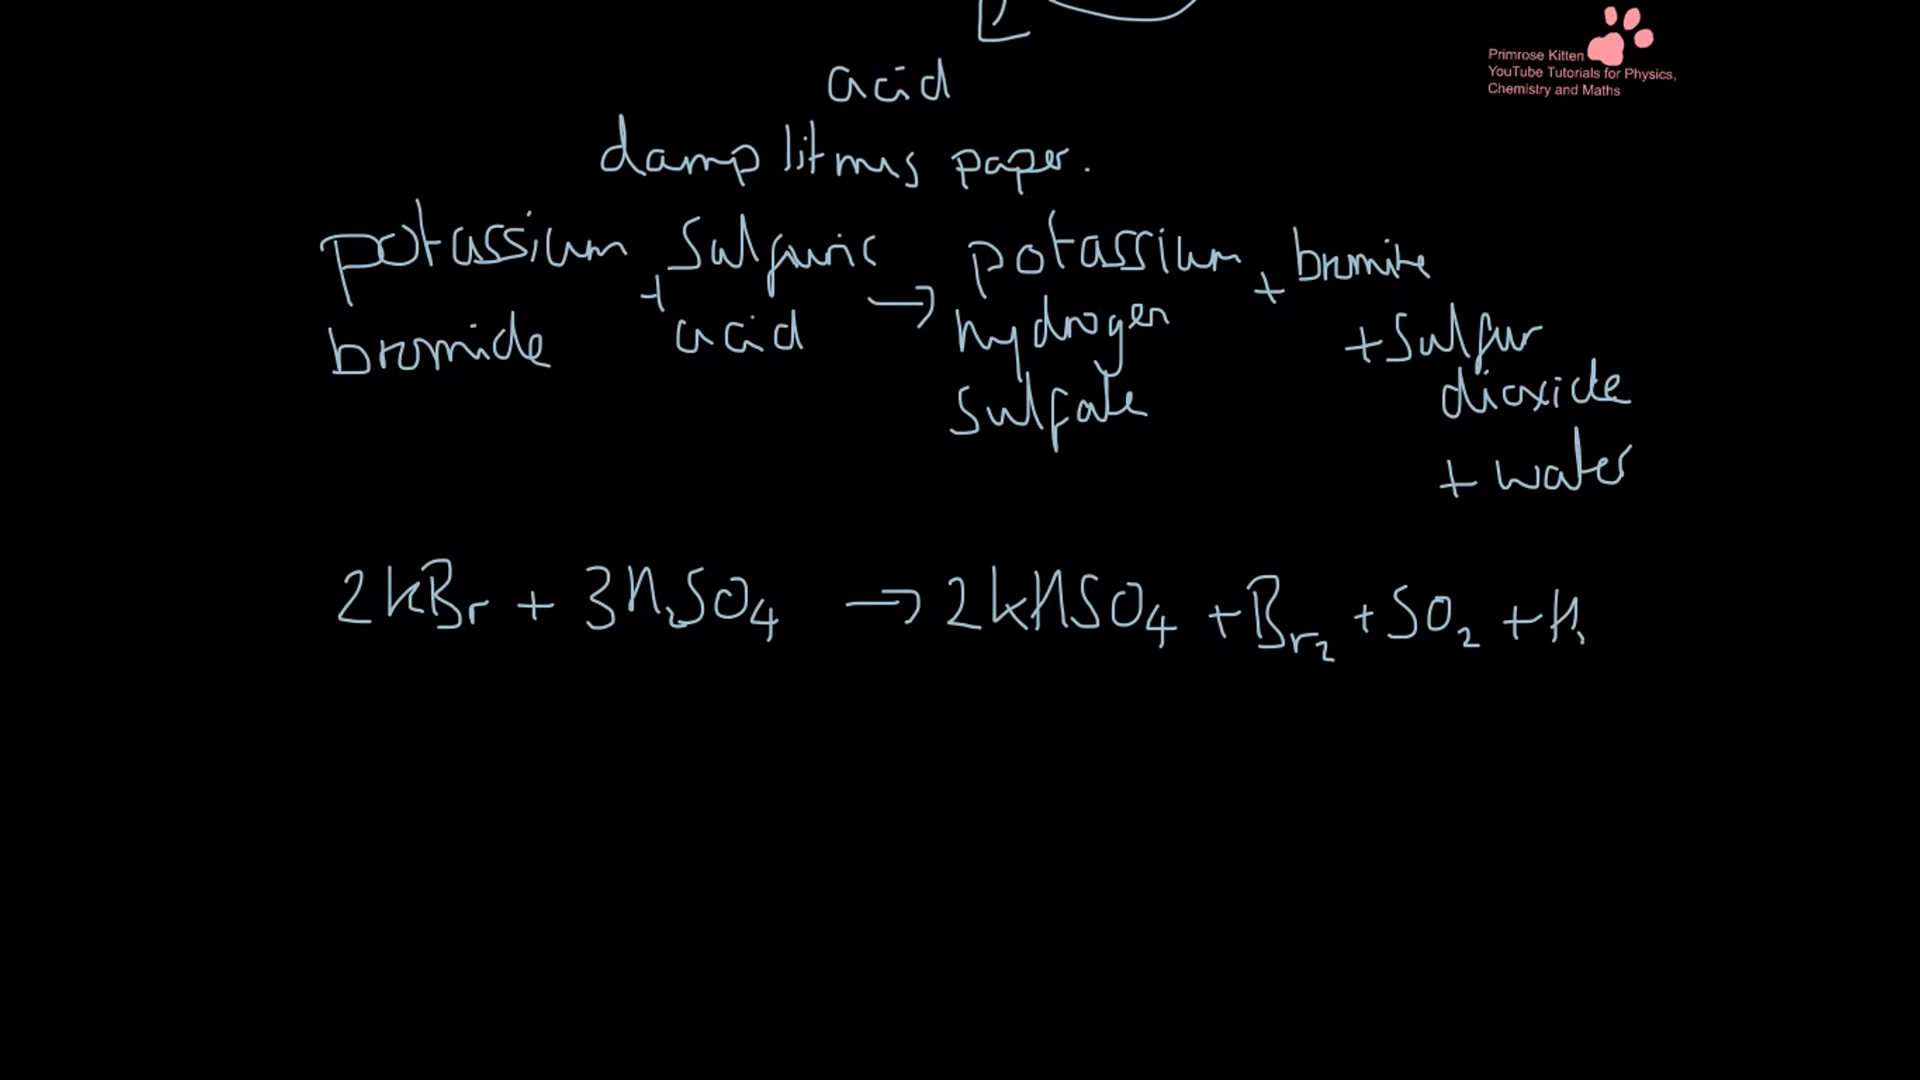 Primrose Kitten
YouTube Tutorials for Physics,
Chemistry and Maths
acid
damp litmus paper.
potassium + sulfuric → potassium + bromine
bromide acid hydrogen + sulfur
sulfate dioxide
+ water
2KBr + 3H₂SO₄ → 2KHSO₄ + Br₂ + SO₂ + H